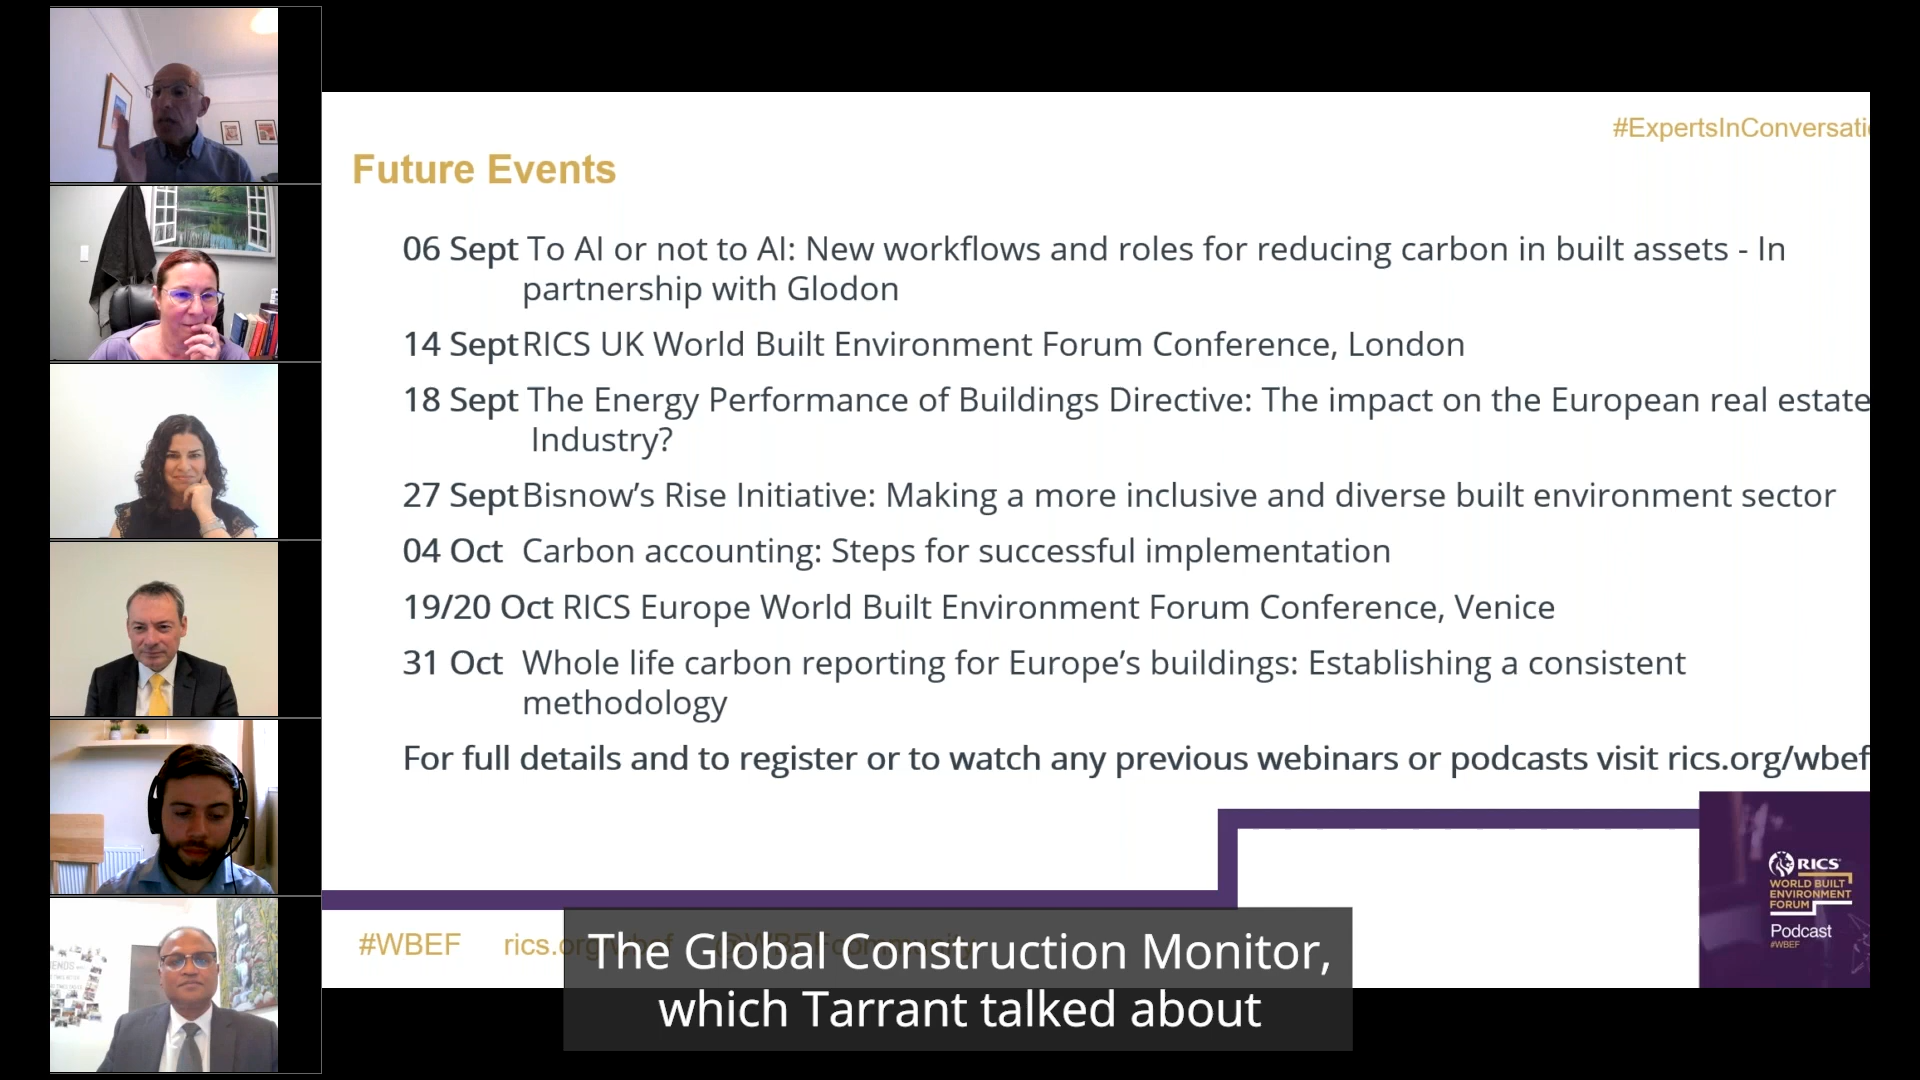 #ExpertsInConversati
Future Events
06 Sept To AI or not to AI: New workflows and roles for reducing carbon in built assets - In
partnership with Glodon
14 Sept RICS UK World Built Environment Forum Conference, London
18 Sept The Energy Performance of Buildings Directive: The impact on the European real estate
Industry?
27 Sept Bisnow’s Rise Initiative: Making a more inclusive and diverse built environment sector
04 Oct Carbon accounting: Steps for successful implementation
19/20 Oct RICS Europe World Built Environment Forum Conference, Venice
31 Oct Whole life carbon reporting for Europe’s buildings: Establishing a consistent
methodology
For full details and to register or to watch any previous webinars or podcasts visit rics.org/wbef
RICS
WORLD BUILT
ENVIRONMENT
FORUM
Podcast
#WBEF
#WBEF rics.org/wbef @WBEFcommunity
The Global Construction Monitor,
which Tarrant talked about